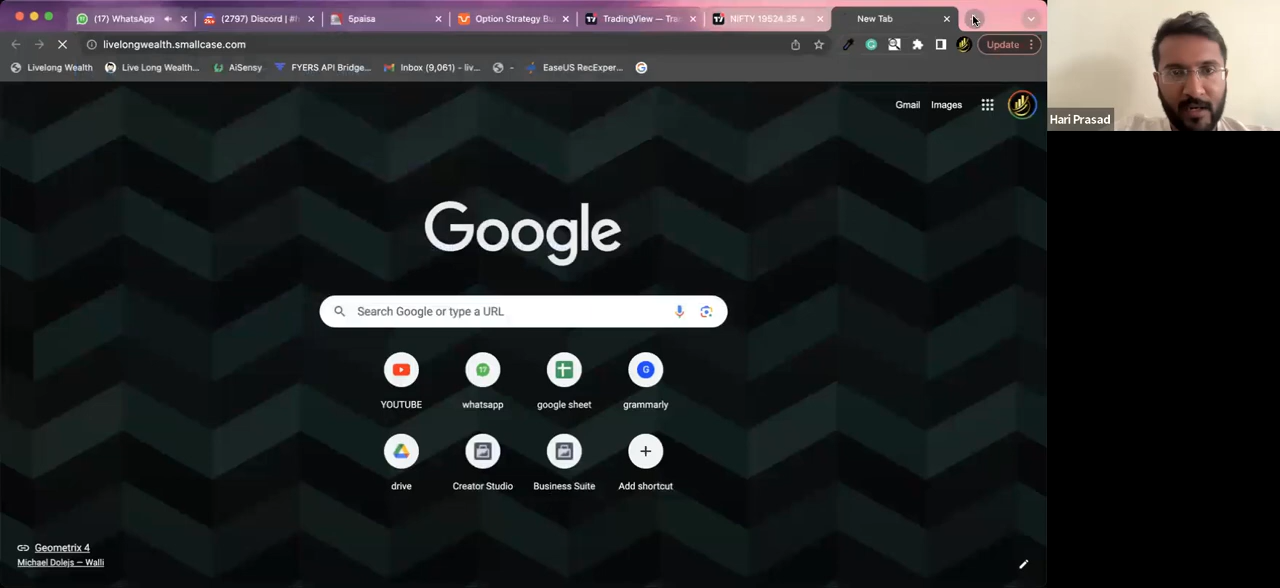 (17) WhatsApp
(2797) Discord | #h
5paisa
Option Strategy Bu
TradingView — Tra
NIFTY 19524.35
New Tab
livelongwealth.smallcase.com
Update
Livelong Wealth
Live Long Wealth...
AiSensy
FYERS API Bridge...
Inbox (9,061) - liv...
EaseUS RecExper...
Gmail
Images
Hari Prasad
Google
Search Google or type a URL
YOUTUBE
whatsapp
google sheet
grammarly
drive
Creator Studio
Business Suite
Add shortcut
Geometrix 4
Michael Dolejs — Walli